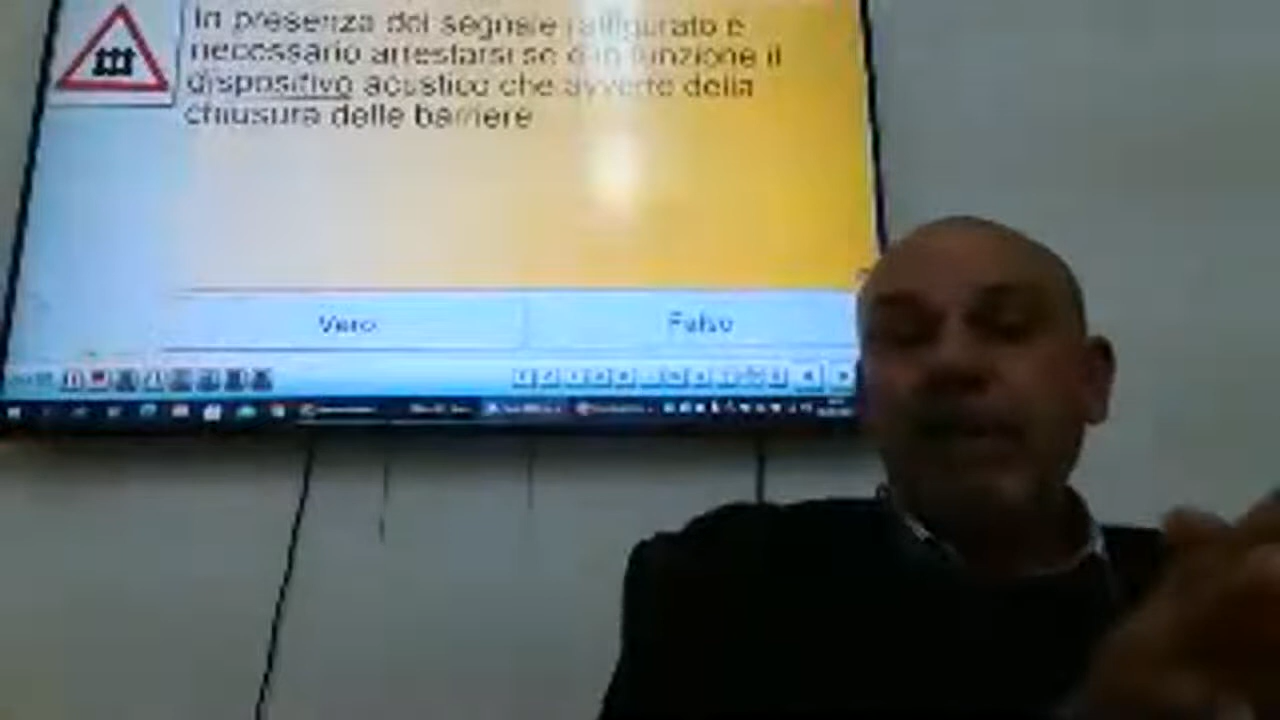 In presenza del segnale raffigurato è
necessario arrestarsi se è in funzione il
dispositivo acustico che avverte della
chiusura delle barriere
Vero
Falso